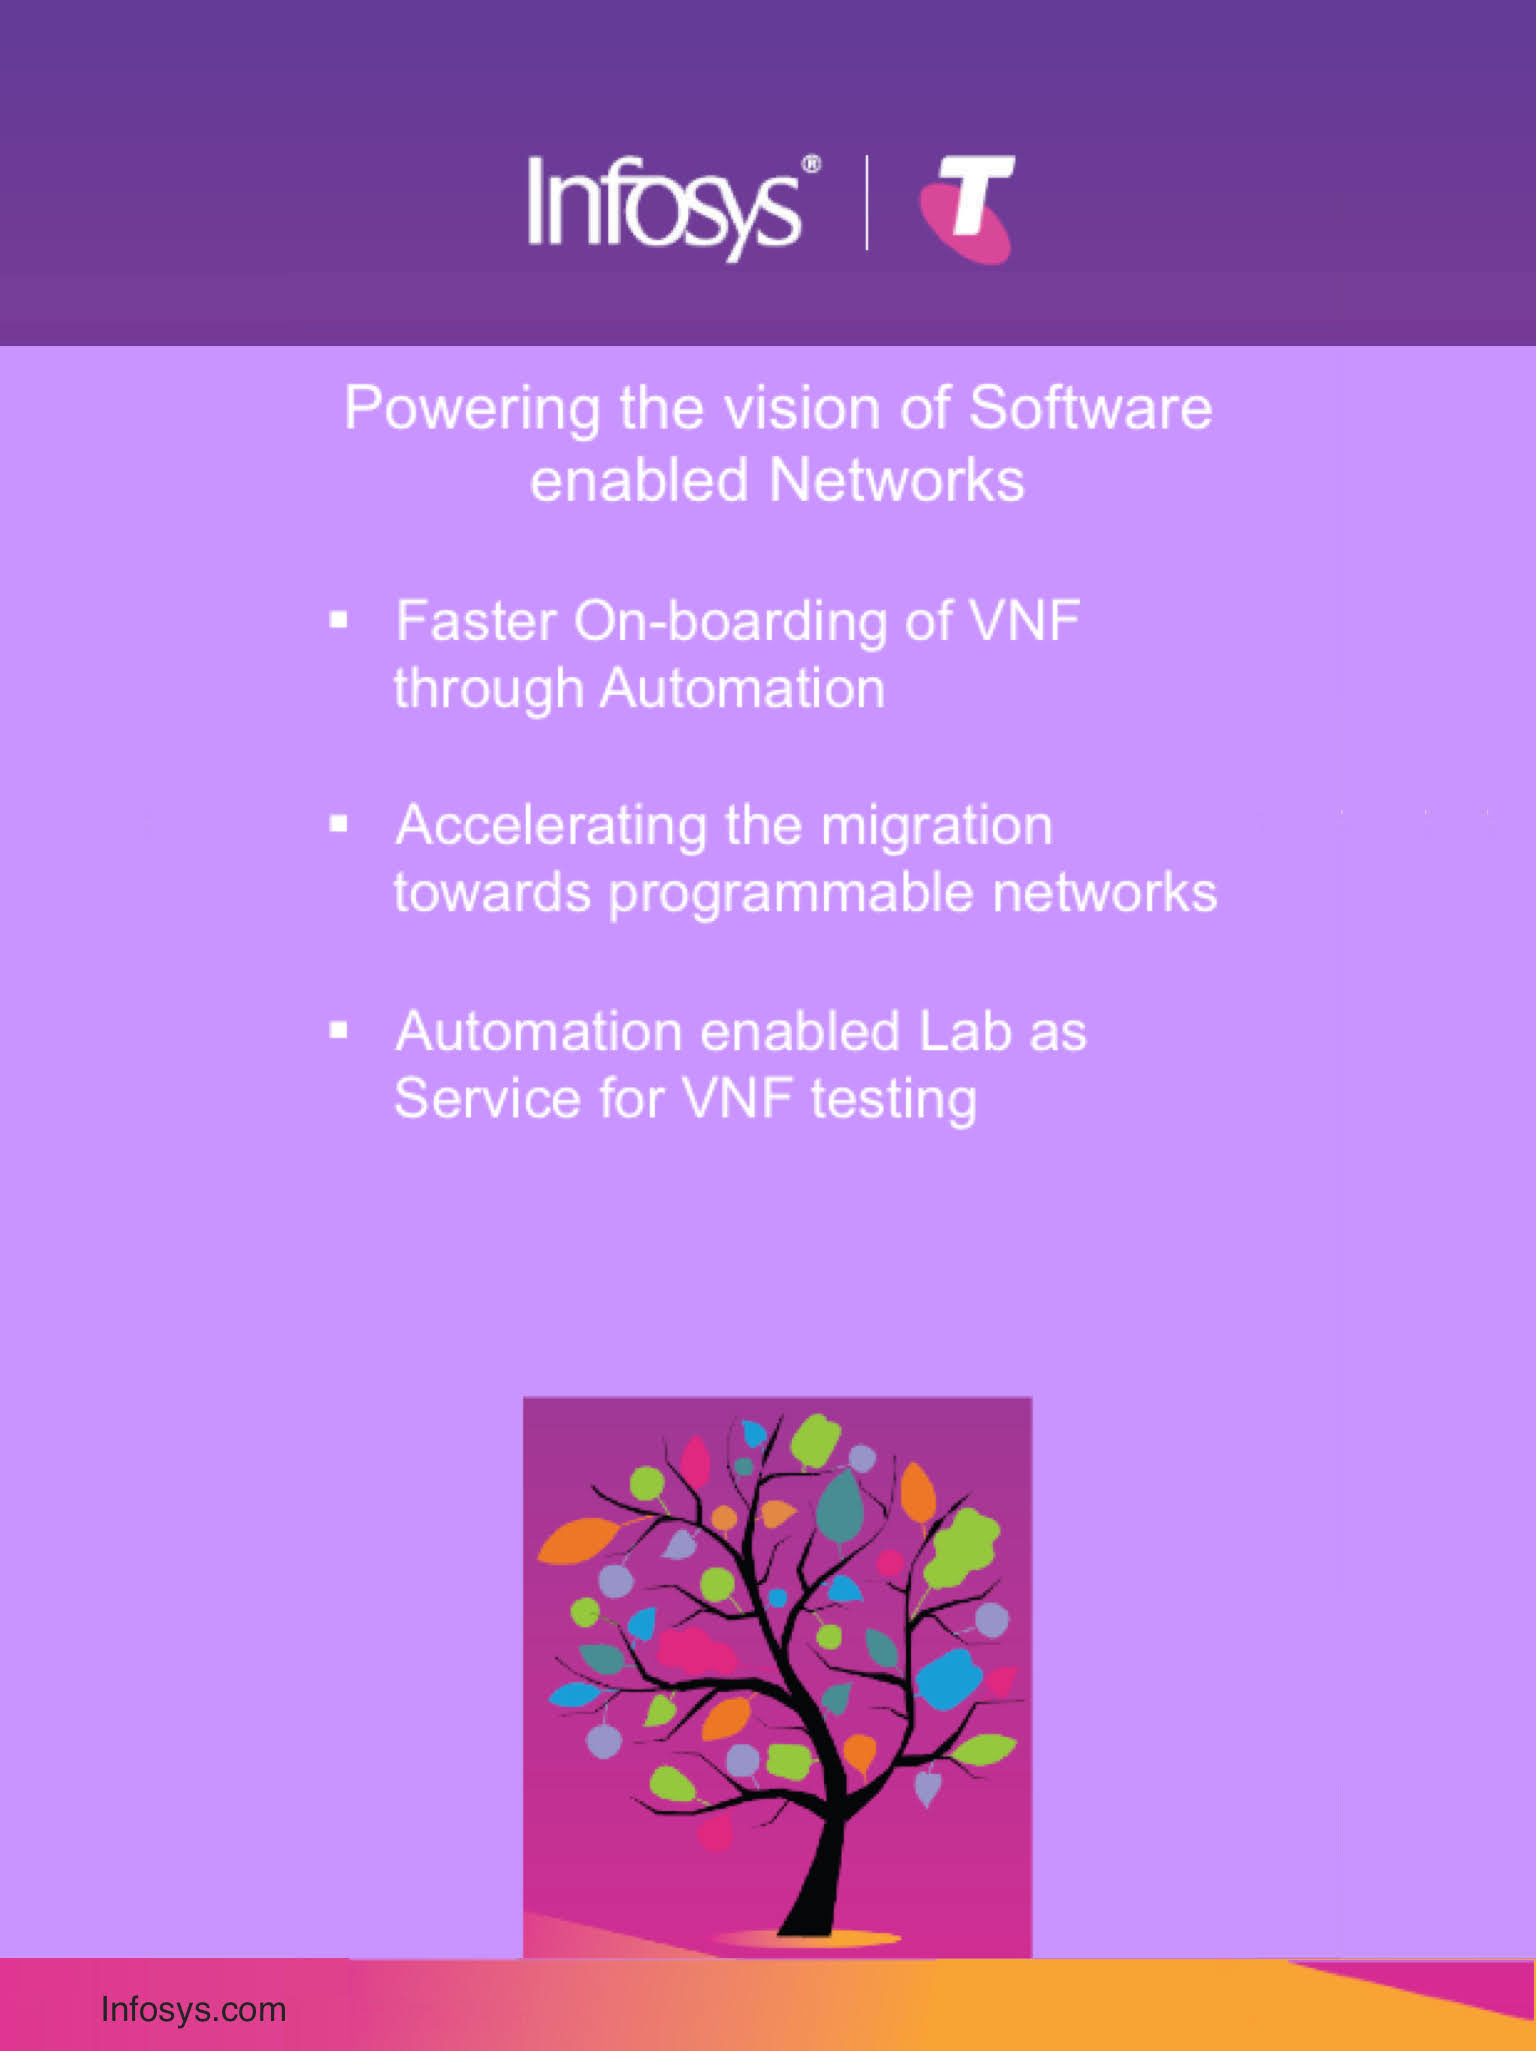 Infosys® | T
Powering the vision of Software
enabled Networks
▪ Faster On-boarding of VNF
through Automation
▪ Accelerating the migration
towards programmable networks
▪ Automation enabled Lab as
Service for VNF testing
Infosys.com